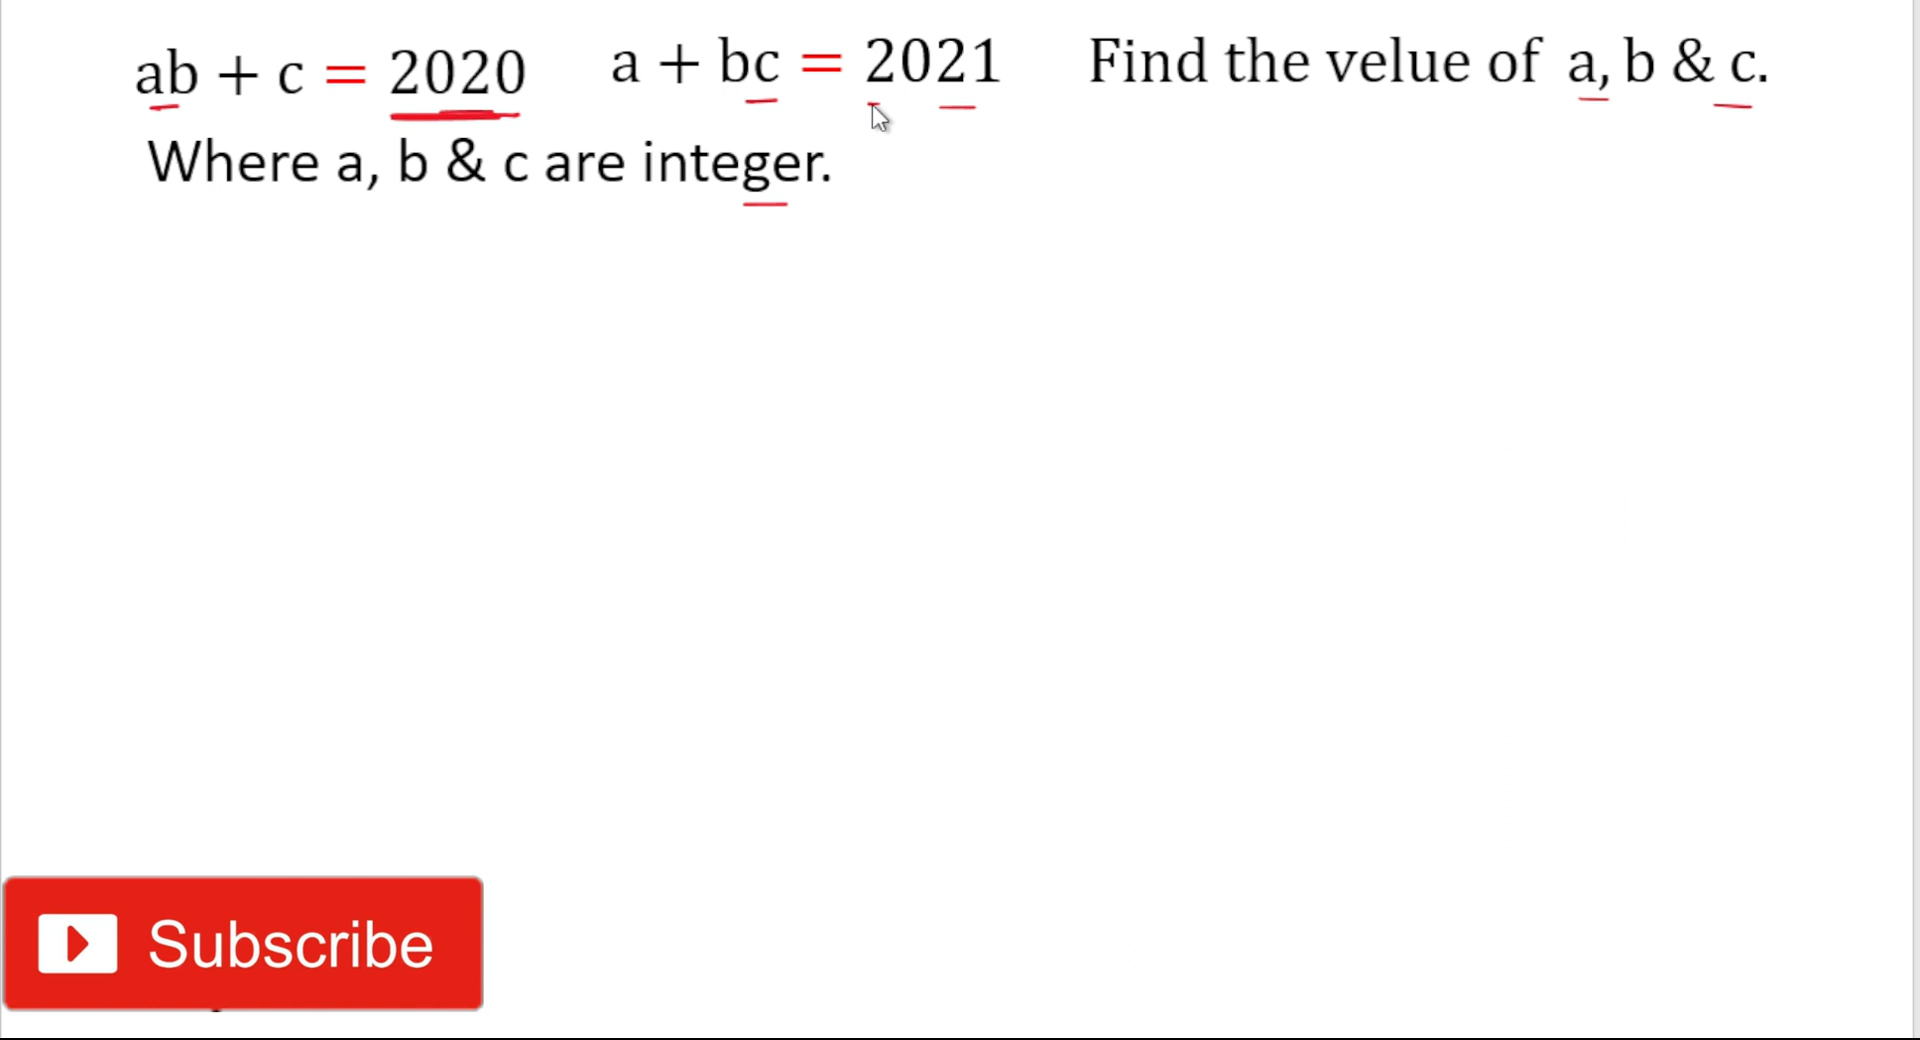 ab + c = 2020 a + bc = 2021 Find the velue of a, b & c.
Where a, b & c are integer.
Subscribe